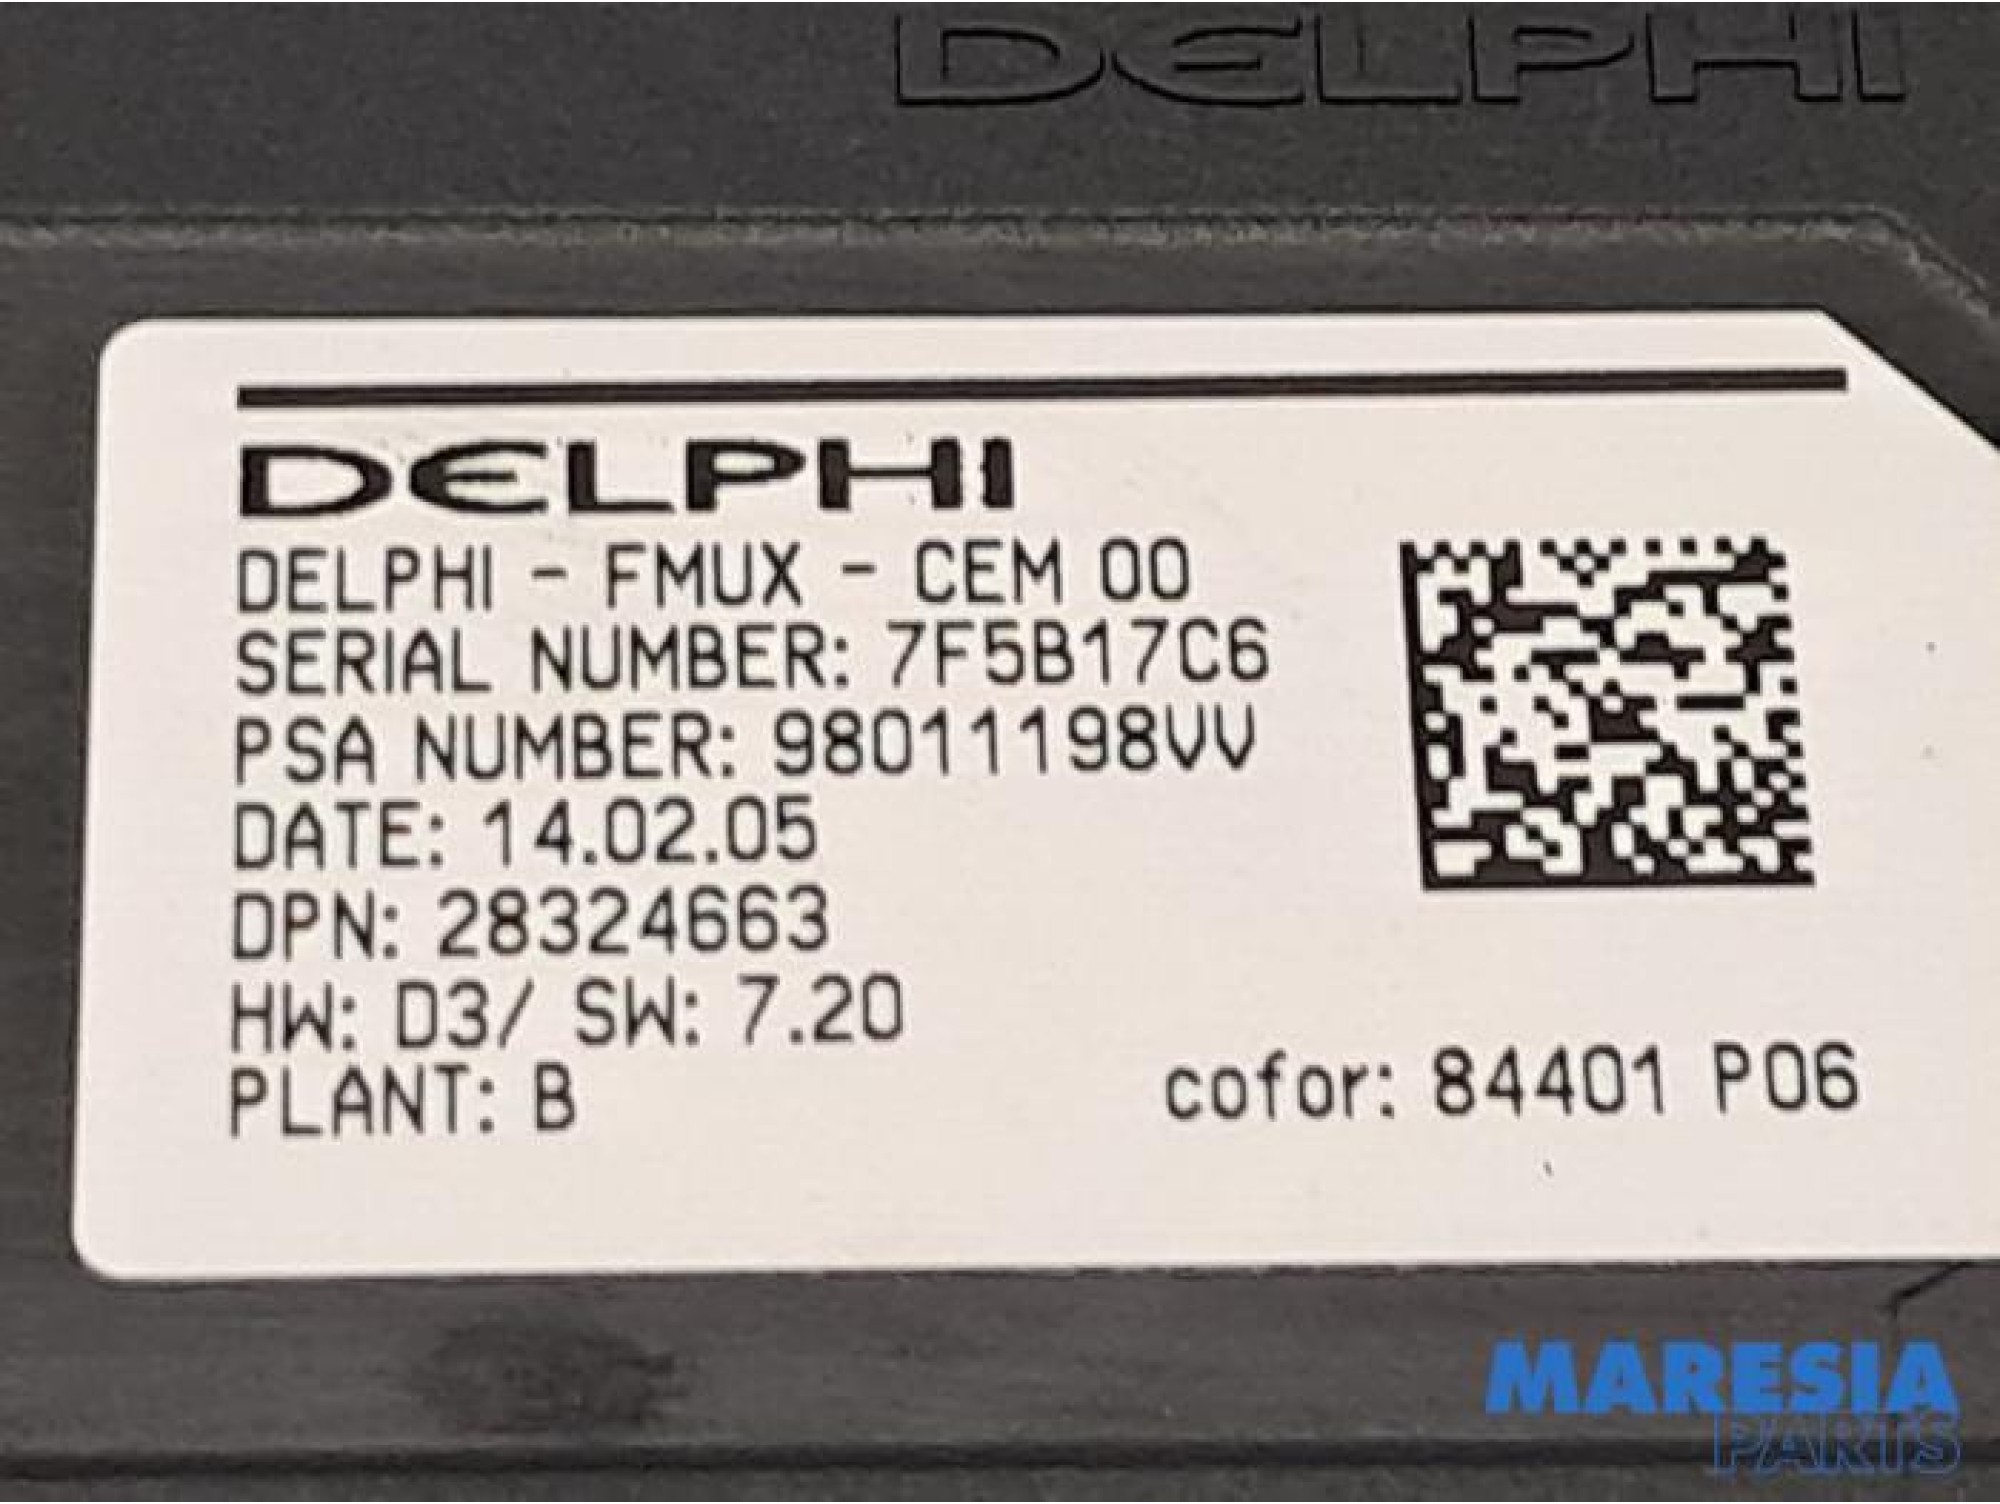 DELPHI
DELPHI
DELPHI - FMUX - CEM 00
SERIAL NUMBER: 7F5B17C6
PSA NUMBER: 98011198VV
DATE: 14.02.05
DPN: 28324663
HW: D3/ SW: 7.20
PLANT: B
cofor: 84401 P06
MARESIA
PARTS